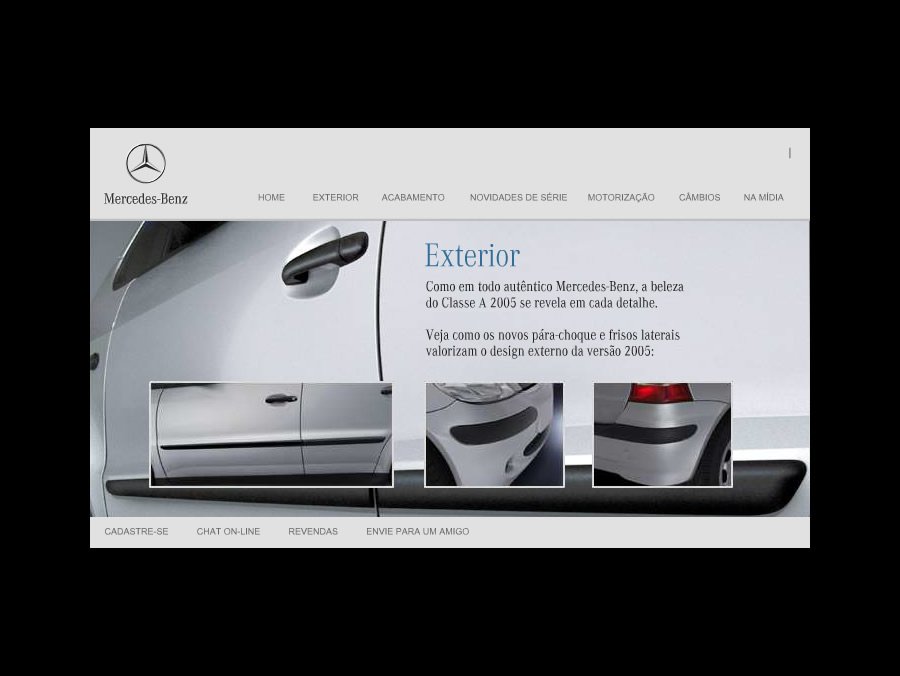 Mercedes-Benz
HOME EXTERIOR ACABAMENTO NOVIDADES DE SÉRIE MOTORIZAÇÃO CÂMBIOS NA MÍDIA
Exterior
Como em todo autêntico Mercedes-Benz, a beleza
do Classe A 2005 se revela em cada detalhe.
Veja como os novos pára-choque e frisos laterais
valorizam o design externo da versão 2005:
CADASTRE-SE CHAT ON-LINE REVENDAS ENVIE PARA UM AMIGO